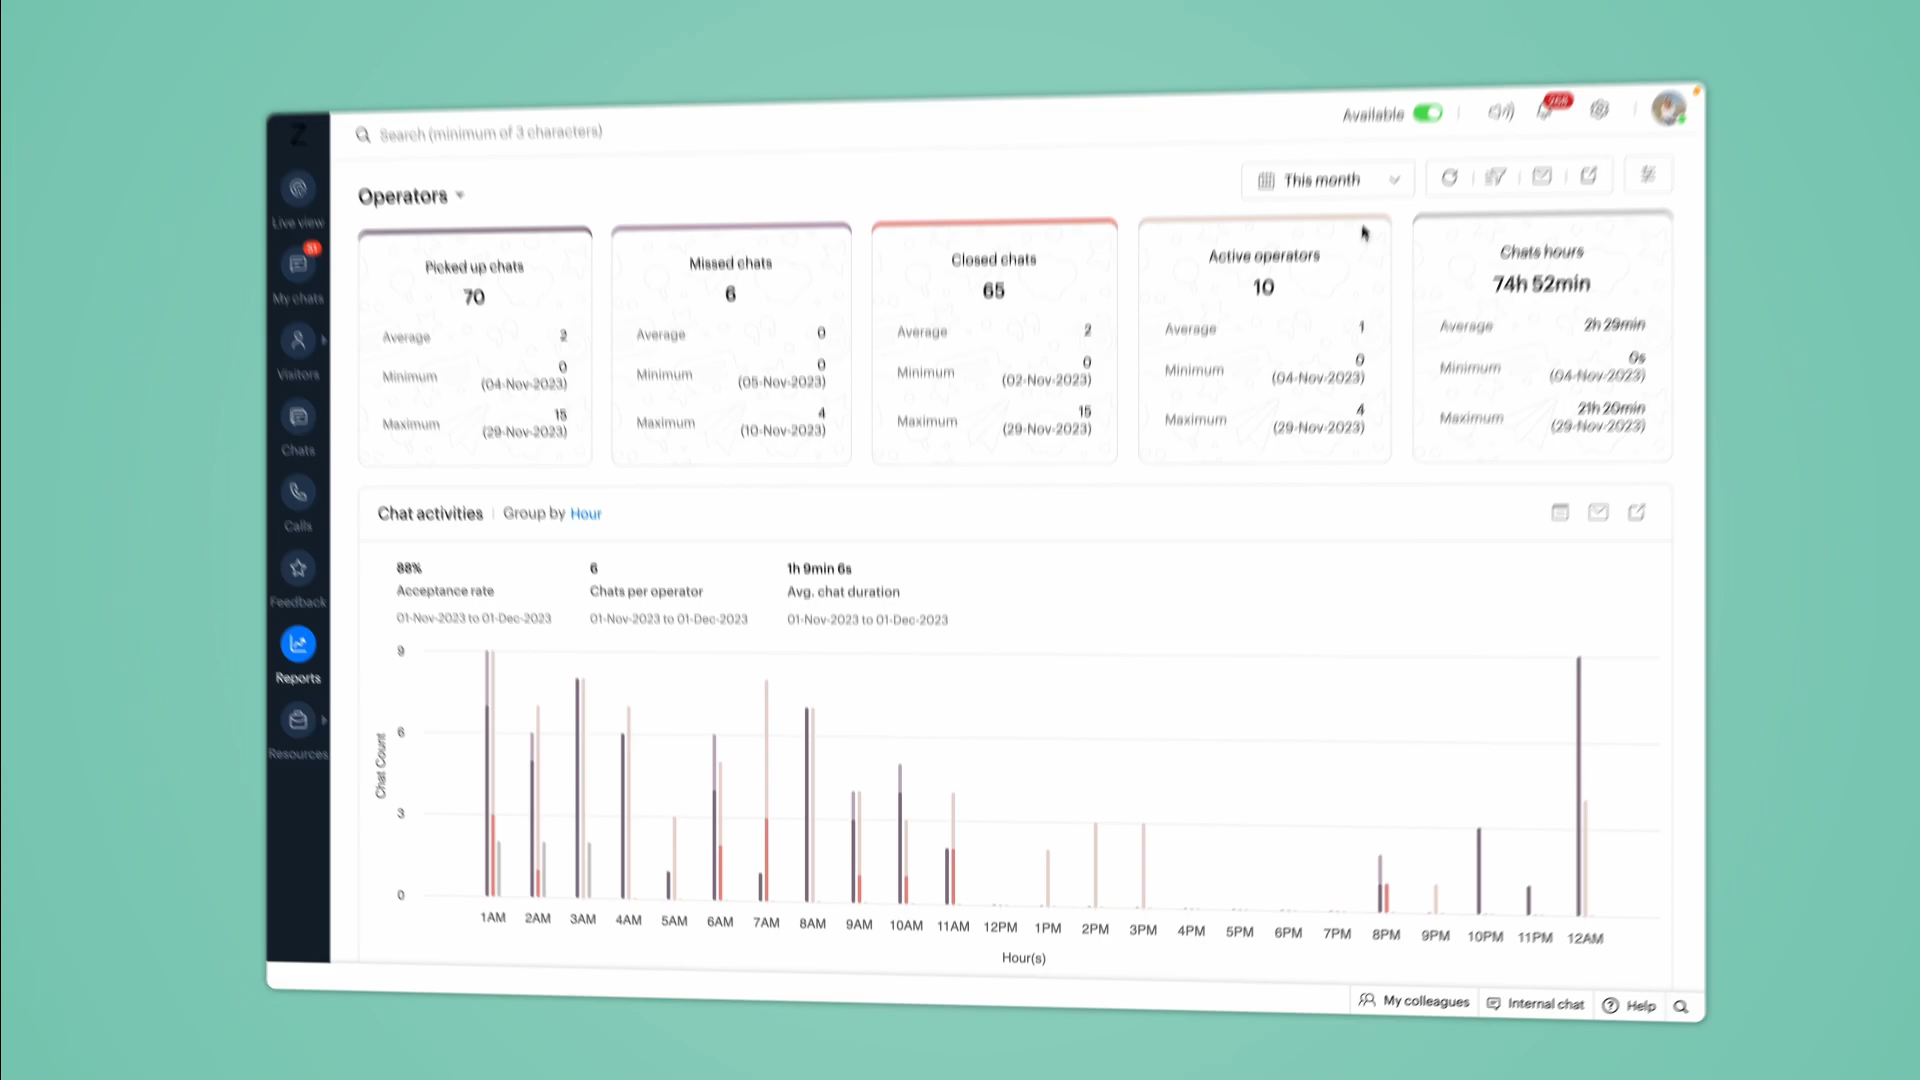 Z
Search (minimum of 3 characters)
Available
Operators
This month
Live view
31
My chats
Visitors
Chats
Calls
Feedback
Reports
Resources
Picked up chats
70
Average 2
Minimum 0
(04-Nov-2023)
Maximum 15
(29-Nov-2023)
Missed chats
6
Average 0
Minimum 0
(05-Nov-2023)
Maximum 4
(10-Nov-2023)
Closed chats
65
Average 2
Minimum 0
(02-Nov-2023)
Maximum 15
(29-Nov-2023)
Active operators
10
Average 1
Minimum 0
(04-Nov-2023)
Maximum 4
(29-Nov-2023)
Chats hours
74h 52min
Average 2h 29min
Minimum 0s
(04-Nov-2023)
Maximum 21h 20min
(29-Nov-2023)
Chat activities Group by Hour
88%
Acceptance rate
01-Nov-2023 to 01-Dec-2023
6
Chats per operator
01-Nov-2023 to 01-Dec-2023
1h 9min 6s
Avg. chat duration
01-Nov-2023 to 01-Dec-2023
9
6
3
0
Chat Count
1AM 2AM 3AM 4AM 5AM 6AM 7AM 8AM 9AM 10AM 11AM 12PM 1PM 2PM 3PM 4PM 5PM 6PM 7PM 8PM 9PM 10PM 11PM 12AM
Hour(s)
My colleagues
Internal chat
Help